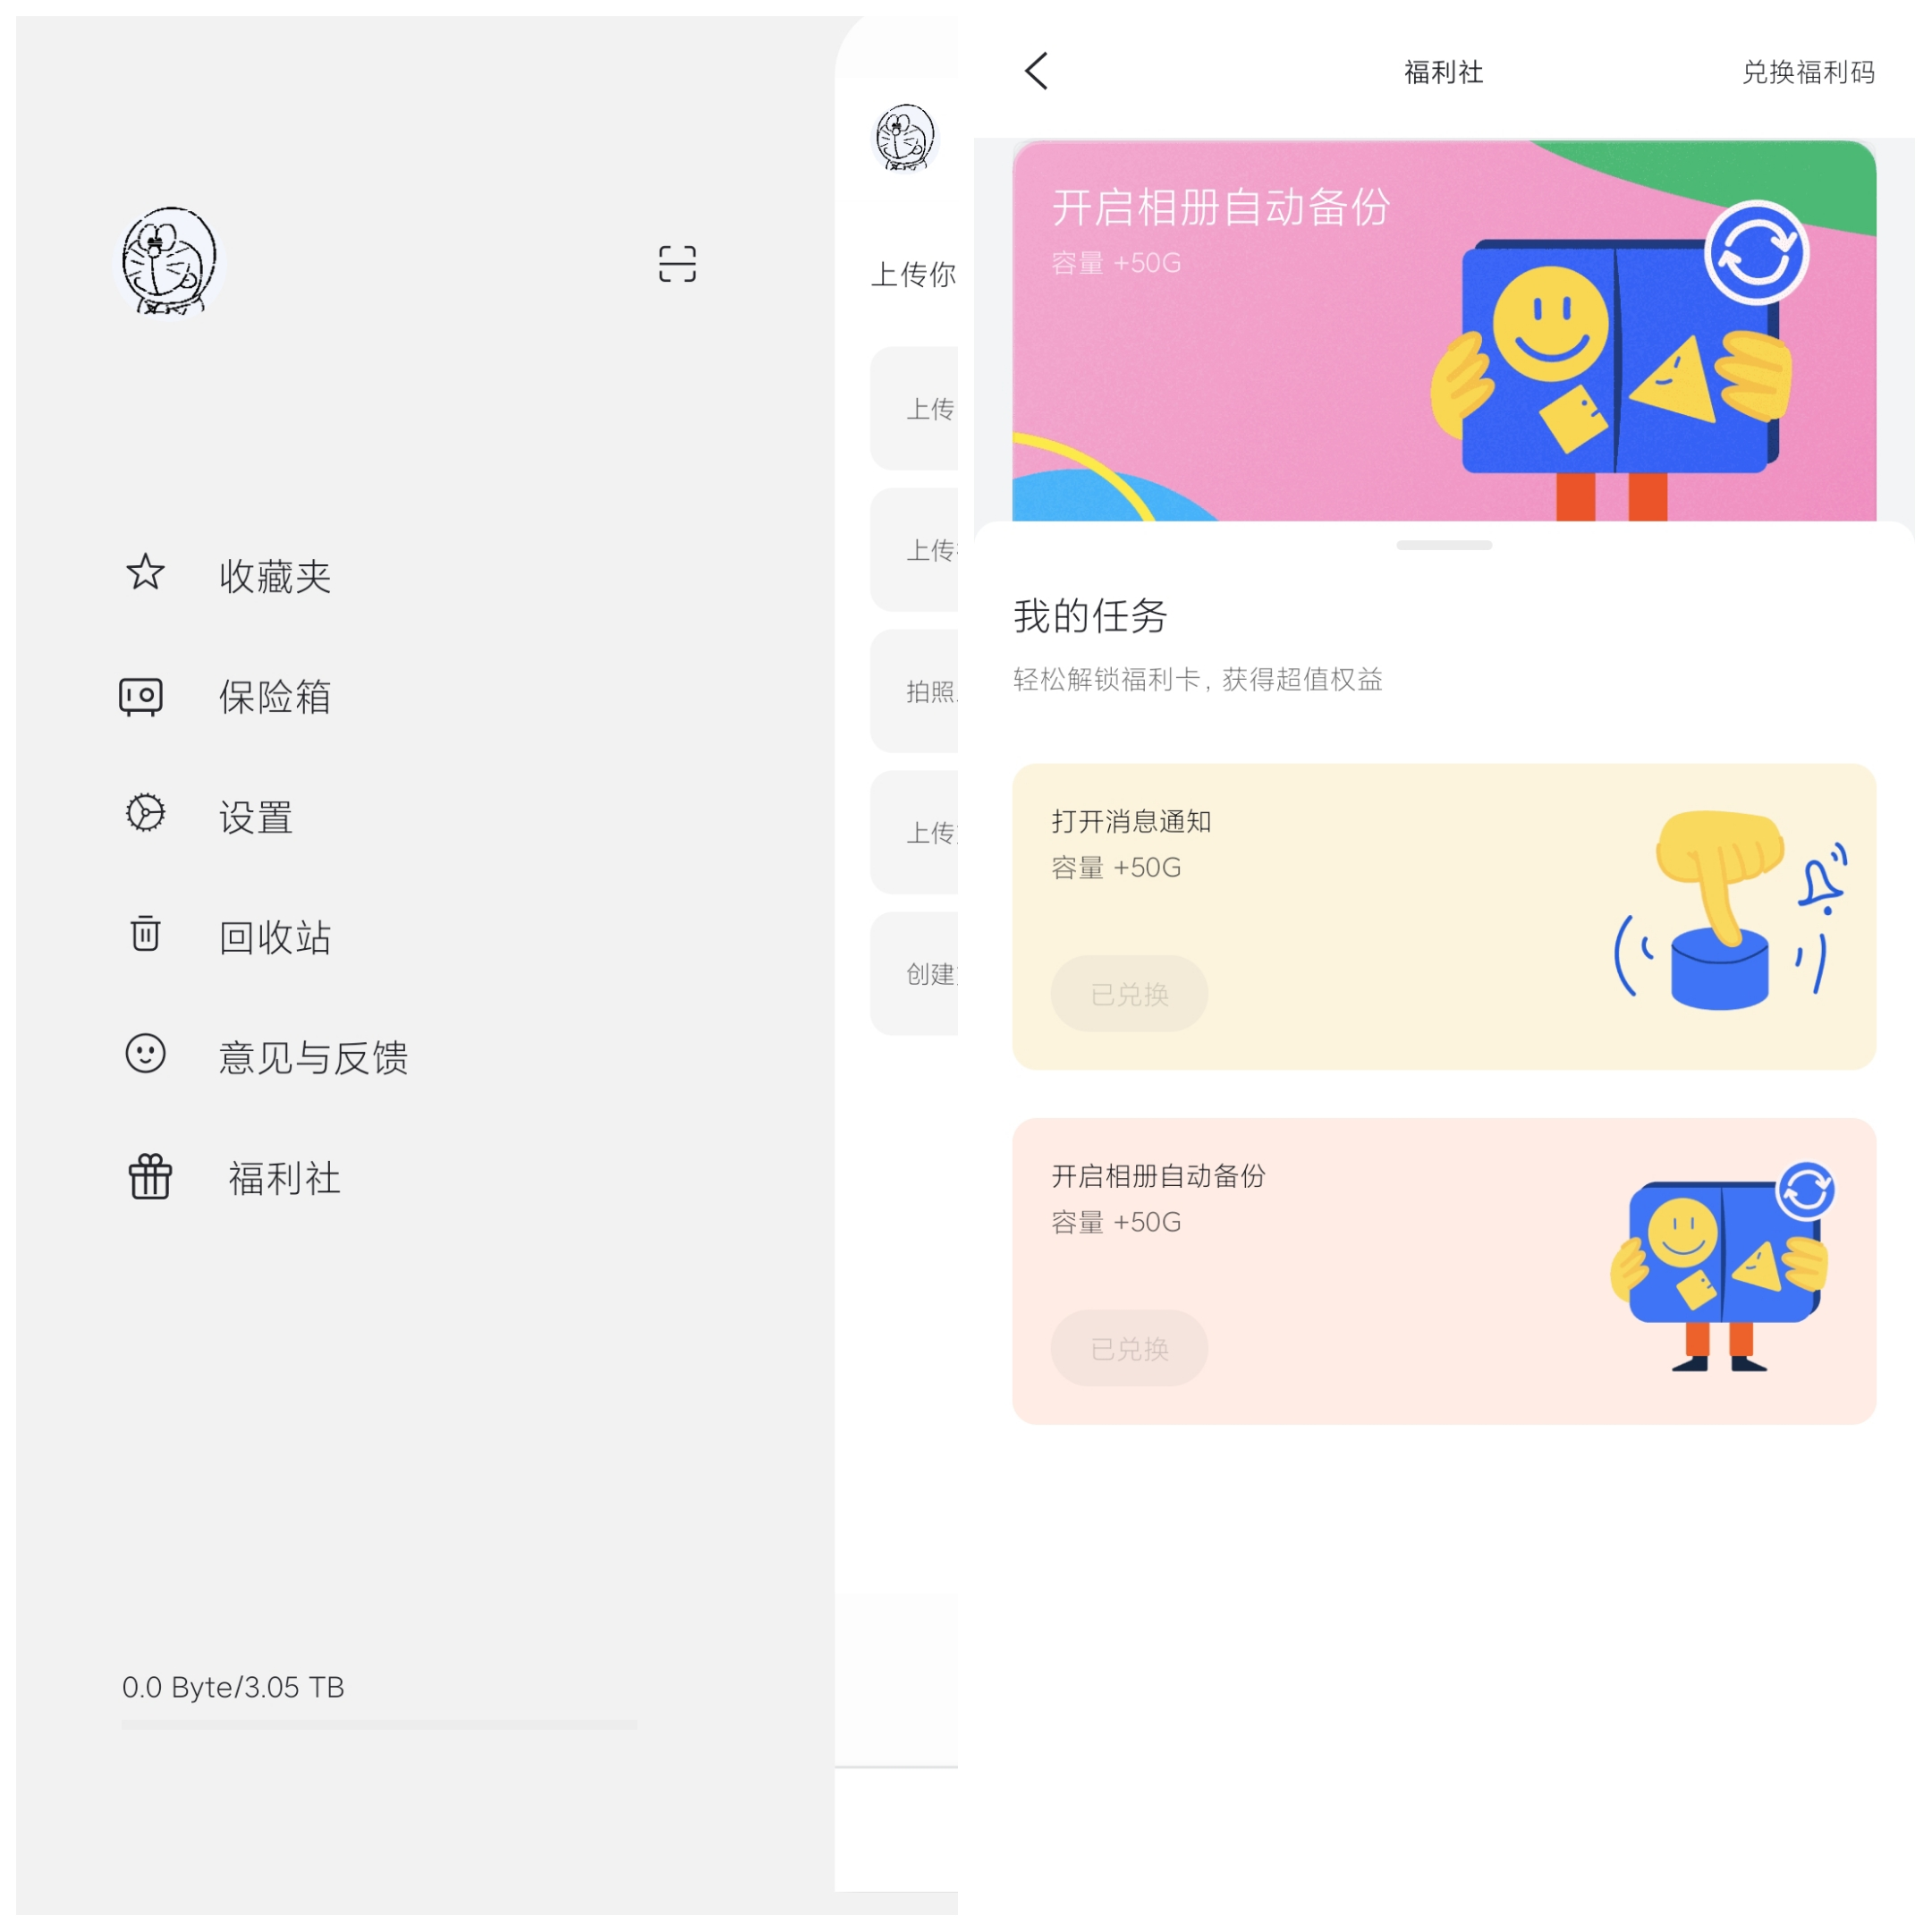 收藏夹
保险箱
设置
回收站
意见与反馈
福利社
0.0 Byte/3.05 TB
上传你
上传
上传
拍照
上传
创建
福利社
兑换福利码
开启相册自动备份
容量 +50G
我的任务
轻松解锁福利卡, 获得超值权益
打开消息通知
容量 +50G
已兑换
开启相册自动备份
容量 +50G
已兑换